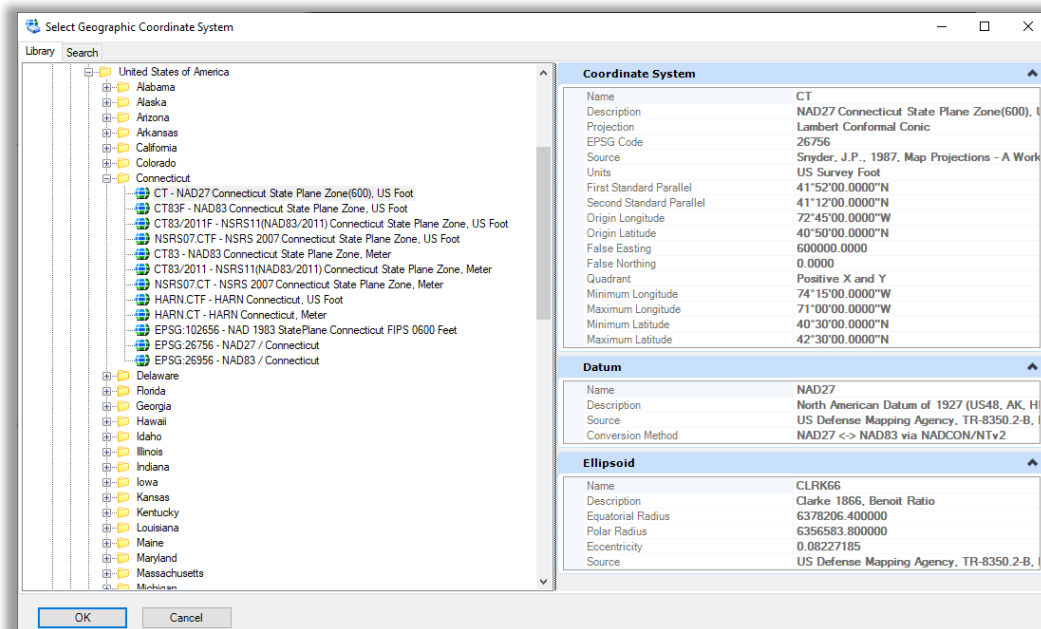 Select Geographic Coordinate System
Library Search
United States of America
Alabama
Alaska
Arizona
Arkansas
California
Colorado
Connecticut
CT - NAD27 Connecticut State Plane Zone(600), US Foot
CT83F - NAD83 Connecticut State Plane Zone, US Foot
CT83/2011F - NSRS11(NAD83/2011) Connecticut State Plane Zone, US Foot
NSRS07.CTF - NSRS 2007 Connecticut State Plane Zone, US Foot
CT83 - NAD83 Connecticut State Plane Zone, Meter
CT83/2011 - NSRS11(NAD83/2011) Connecticut State Plane Zone, Meter
NSRS07.CT - NSRS 2007 Connecticut State Plane Zone, Meter
HARN.CTF - HARN Connecticut, US Foot
HARN.CT - HARN Connecticut, Meter
EPSG:102656 - NAD 1983 StatePlane Connecticut FIPS 0600 Feet
EPSG:26756 - NAD27 / Connecticut
EPSG:26956 - NAD83 / Connecticut
Delaware
Florida
Georgia
Hawaii
Idaho
Illinois
Indiana
Iowa
Kansas
Kentucky
Louisiana
Maine
Maryland
Massachusetts
Michigan
Coordinate System
Name CT
Description NAD27 Connecticut State Plane Zone(600), U
Projection Lambert Conformal Conic
EPSG Code 26756
Source Snyder, J.P., 1987, Map Projections - A Work
Units US Survey Foot
First Standard Parallel 41°52'00.0000"N
Second Standard Parallel 41°12'00.0000"N
Origin Longitude 72°45'00.0000"W
Origin Latitude 40°50'00.0000"N
False Easting 600000.0000
False Northing 0.0000
Quadrant Positive X and Y
Minimum Longitude 74°15'00.0000"W
Maximum Longitude 71°00'00.0000"W
Minimum Latitude 40°30'00.0000"N
Maximum Latitude 42°30'00.0000"N
Datum
Name NAD27
Description North American Datum of 1927 (US48, AK, HI
Source US Defense Mapping Agency, TR-8350.2-B,
Conversion Method NAD27 <-> NAD83 via NADCON/NTv2
Ellipsoid
Name CLRK66
Description Clarke 1866, Benoit Ratio
Equatorial Radius 6378206.400000
Polar Radius 6356583.800000
Eccentricity 0.08227185
Source US Defense Mapping Agency, TR-8350.2-B,
OK Cancel